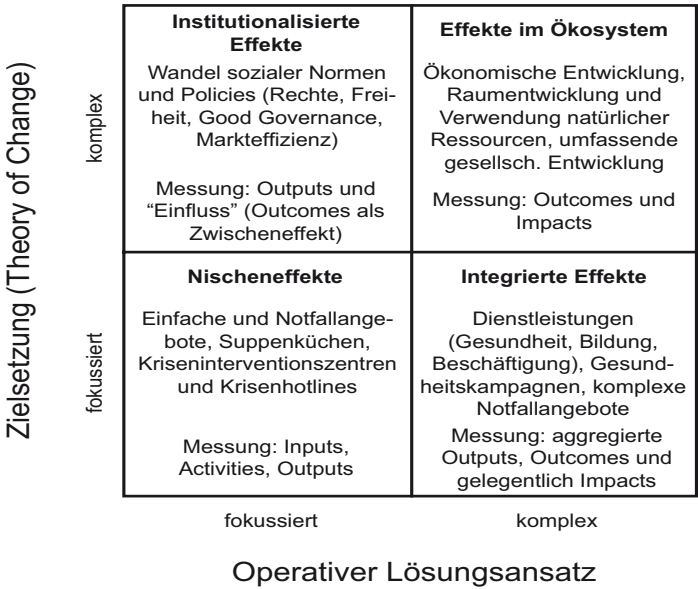 Zielsetzung (Theory of Change)
komplex
Institutionalisierte
Effekte
Wandel sozialer Normen
und Policies (Rechte, Frei-
heit, Good Governance,
Markteffizienz)
Messung: Outputs und
“Einfluss” (Outcomes als
Zwischeneffekt)
Effekte im Ökosystem
Ökonomische Entwicklung,
Raumentwicklung und
Verwendung natürlicher
Ressourcen, umfassende
gesellsch. Entwicklung
Messung: Outcomes und
Impacts
fokussiert
Nischeneffekte
Einfache und Notfallange-
bote, Suppenküchen,
Kriseninterventionszentren
und Krisenhotlines
Messung: Inputs,
Activities, Outputs
Integrierte Effekte
Dienstleistungen
(Gesundheit, Bildung,
Beschäftigung), Gesund-
heitskampagnen, komplexe
Notfallangebote
Messung: aggregierte
Outputs, Outcomes und
gelegentlich Impacts
fokussiert
komplex
Operativer Lösungsansatz